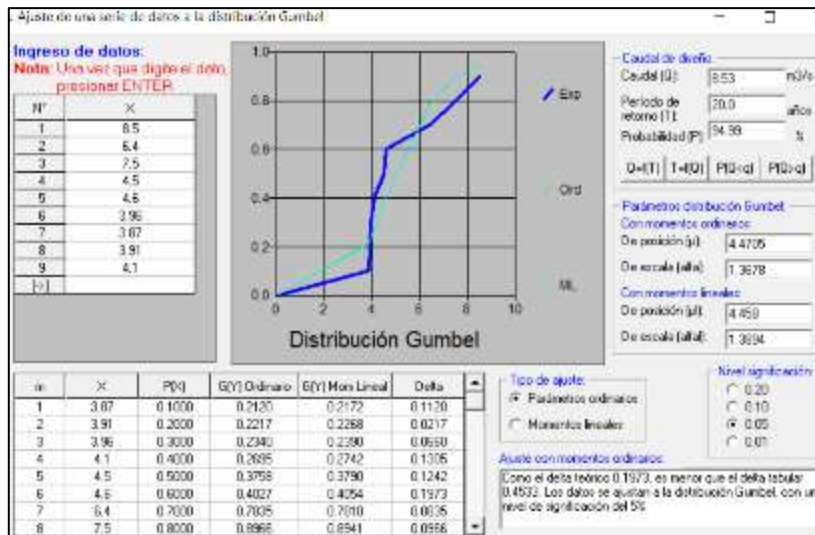 Ajuste de una serie de datos a la distribución Gumbel
Ingreso de datos:
Nota: Una vez que digite el dato,
presionar ENTER
N° X
1 8.5
2 6.4
3 7.5
4 4.5
5 4.6
6 3.96
7 3.87
8 3.91
9 4.1
1.0
0.8
0.6
0.4
0.2
0.0
0 2 4 6 8 10
Exp
Ord
ML
Distribución Gumbel
Caudal de diseño
Caudal (Q): 8.53 m3/s
Período de
retorno (T): 20.0 años
Probabilidad (P): 94.99 %
Q=f(T) T=f(Q) P(Q<q) P(Q>q)
Parámetros distribución Gumbel
Con momentos ordinarios:
De posición (µ): 4.4705
De escala (alfa): 1.3678
Con momentos lineales:
De posición (µl): 4.459
De escala (alfal): 1.3894
m X P(X) G(Y) Ordinario G(Y) Mom Lineal Delta
1 3.87 0.1000 0.2120 0.2172 0.1120
2 3.91 0.2000 0.2217 0.2268 0.0217
3 3.96 0.3000 0.2340 0.2390 0.0660
4 4.1 0.4000 0.2695 0.2742 0.1305
5 4.5 0.5000 0.3758 0.3790 0.1242
6 4.6 0.6000 0.4027 0.4054 0.1973
7 6.4 0.7000 0.7835 0.7810 0.0835
8 7.5 0.8000 0.8966 0.8941 0.0966
Tipo de ajuste:
Parámetros ordinarios
Momentos lineales
Nivel significación:
0.20
0.10
0.05
0.01
Ajuste con momentos ordinarios:
Como el delta teórico 0.1973, es menor que el delta tabular
0.4533. Los datos se ajustan a la distribución Gumbel, con un
nivel de significación del 5%